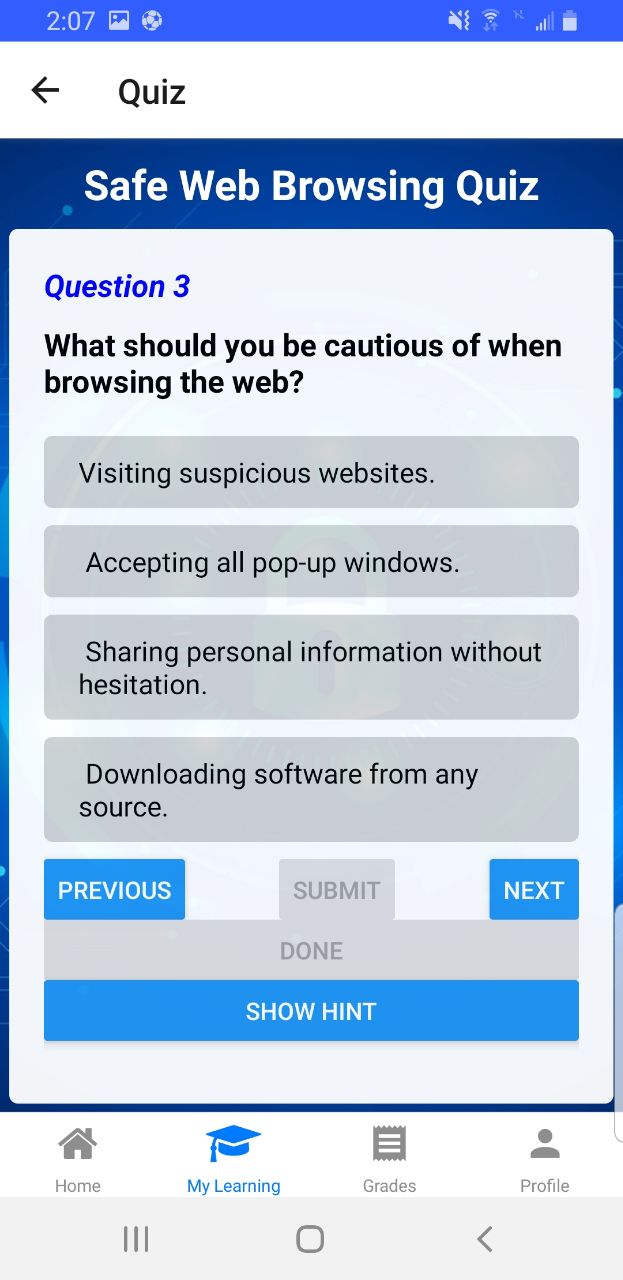 2:07
Quiz
Safe Web Browsing Quiz
Question 3
What should you be cautious of when
browsing the web?
Visiting suspicious websites.
Accepting all pop-up windows.
Sharing personal information without
hesitation.
Downloading software from any
source.
PREVIOUS
SUBMIT
NEXT
DONE
SHOW HINT
Home
My Learning
Grades
Profile